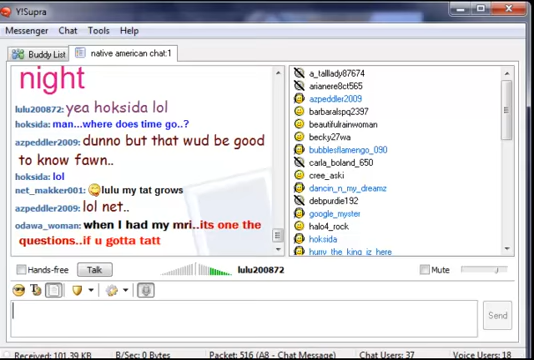 Y!Supra
Messenger Chat Tools Help
Buddy List native american chat:1
night
lulu200872: yea hoksida lol
hoksida: man...where does time go..?
azpeddler2009: dunno but that wud be good
to know fawn..
hoksida: lol
net_makker001: lulu my tat grows
azpeddler2009: lol net..
odawa_woman: when I had my mri..its one the
questions..if u gotta tatt
a_talllady87674
arianere8ct565
azpeddler2009
barbaralspq2397
beautifulrainwoman
becky27wa
bubblesflamengo_090
carla_boland_650
cree_aski
dancin_n_my_dreamz
debpurdie192
google_myster
halo4_rock
hoksida
Hands-free Talk lulu200872 Mute
Send
Received: 101.39 KB B/Sec: 0 Bytes Packet: 516 (A8 - Chat Message) Chat Users: 37 Voice Users: 18